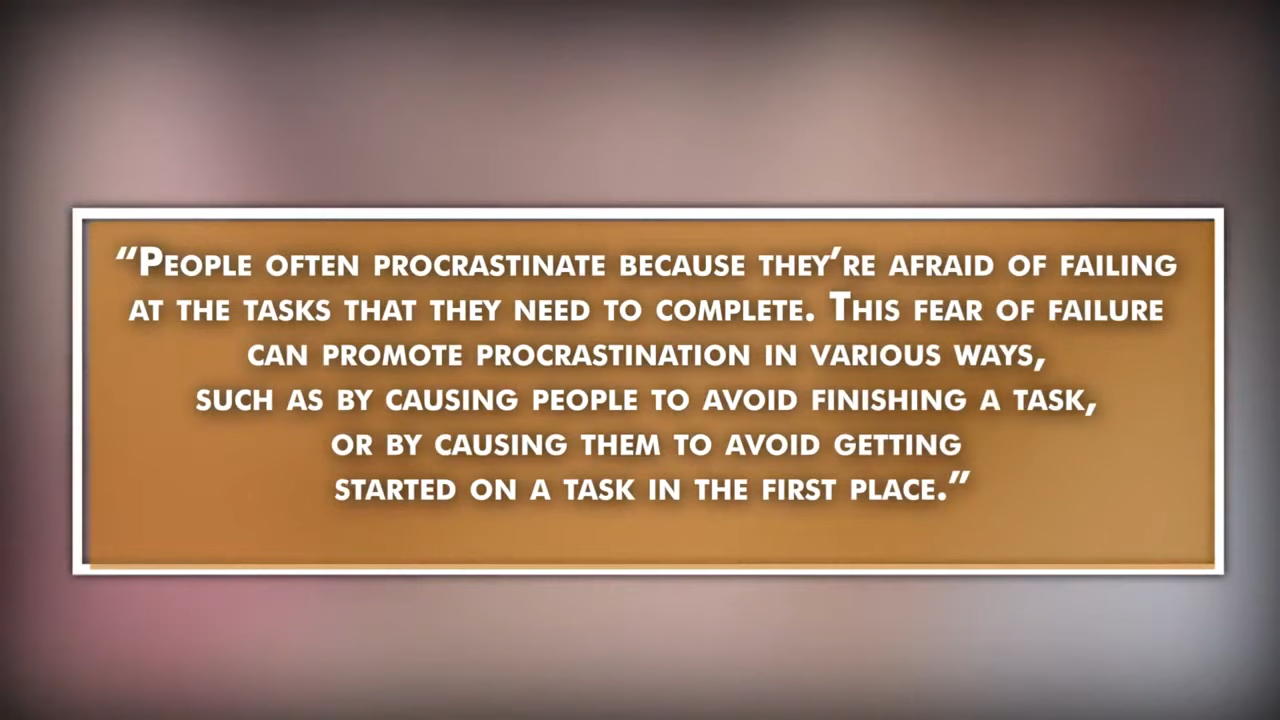 “People often procrastinate because they’re afraid of failing
at the tasks that they need to complete. This fear of failure
can promote procrastination in various ways,
such as by causing people to avoid finishing a task,
or by causing them to avoid getting
started on a task in the first place.”